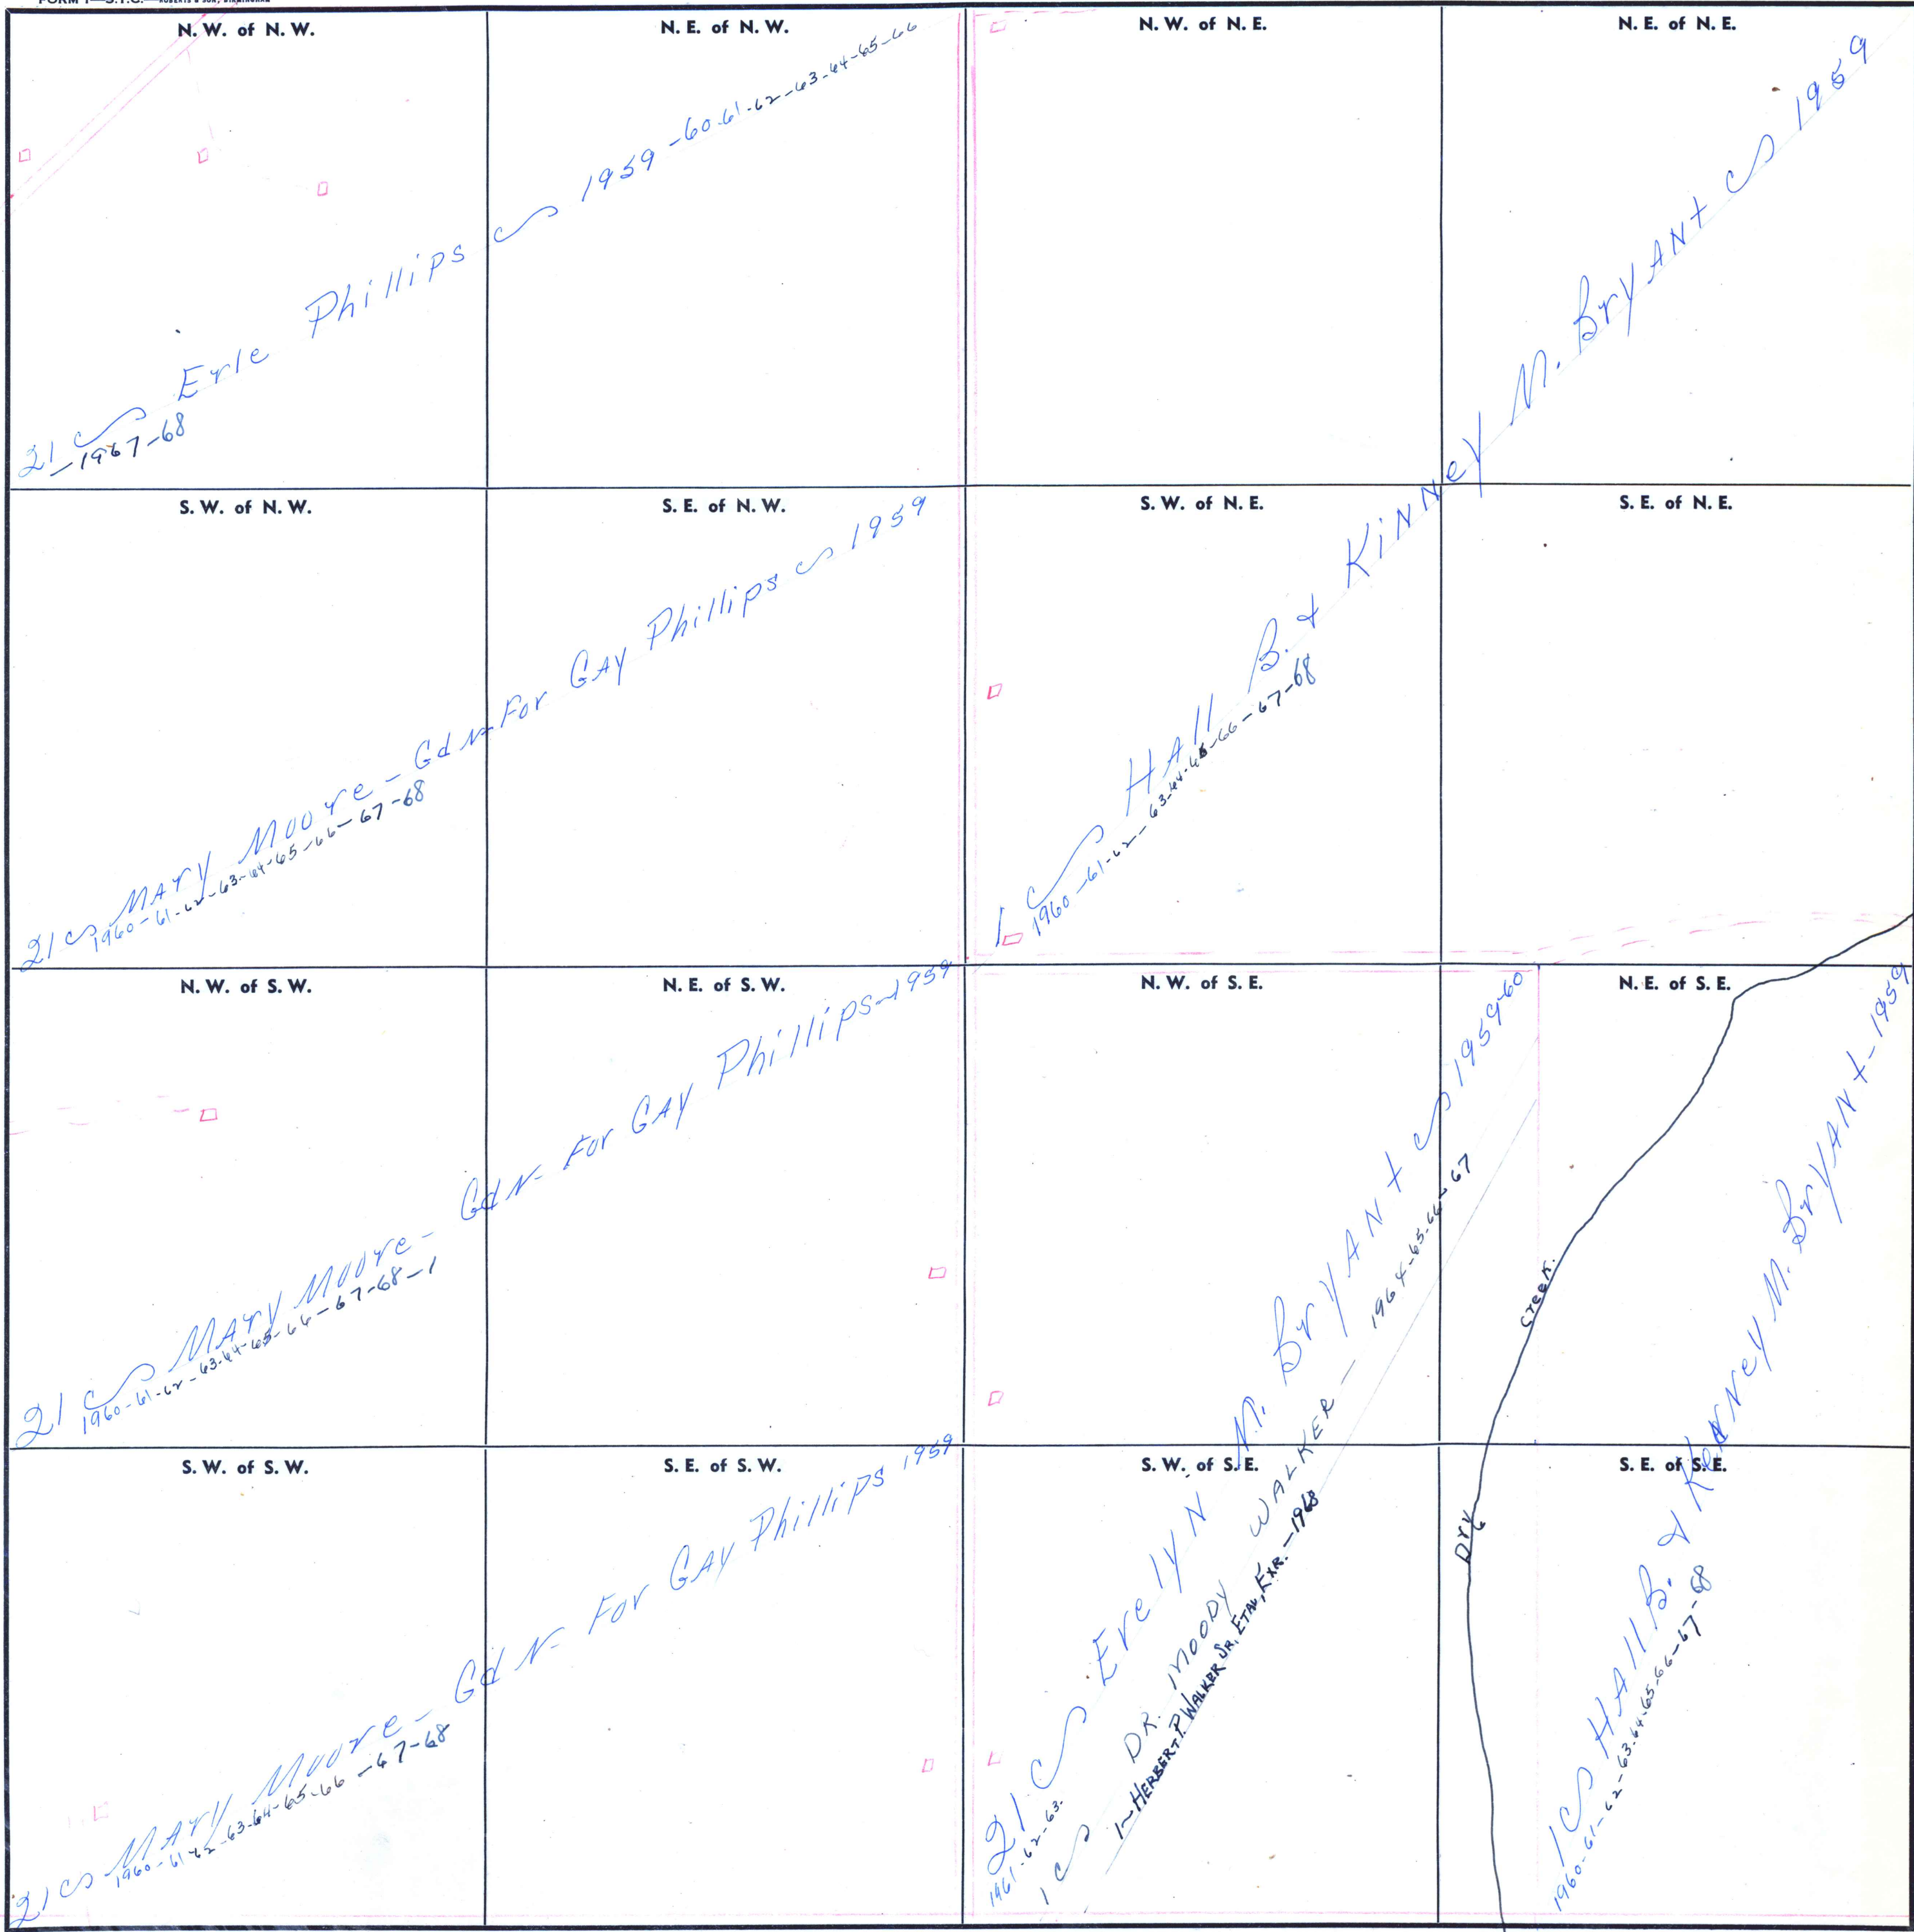 FORM 1—S.T.C.—ROBERTS & SON, BIRMINGHAM
N. W. of N. W.
N. E. of N. W.
N. W. of N. E.
N. E. of N. E.
21 Erle Phillips 1959-60-61-62-63-64-65-66
-1967-68
S. W. of N. W.
S. E. of N. W.
S. W. of N. E.
S. E. of N. E.
21 MARY MOORE - GdN - For GAY Phillips 1959
1960-61-62-63-64-65-66-67-68
1 HAll B. & KiNNey M. BryANt 1959
1960-61-62-63-64-65-66-67-68
N. W. of S. W.
N. E. of S. W.
N. W. of S. E.
N. E. of S. E.
21 MARY MOORE - GdN - For GAY Phillips 1959
1960-61-62-63-64-65-66-67-68-1
S. W. of S. W.
S. E. of S. W.
S. W. of S. E.
S. E. of S. E.
21 MARY MOORE - GdN - For GAY Phillips 1959
1960-61-62-63-64-65-66-67-68
21 EvelyN M. BryANt 1959-60
1961-62-63-
1 DR. MOODY WALKER - 1964-65-66-67
1-HERBERT P. WALKER SR, ETAL, EXR. -1968
Dry Creek.
1 HAll B. & KeNNey M. BryANt-1959
1960-61-62-63-64-65-66-67-68